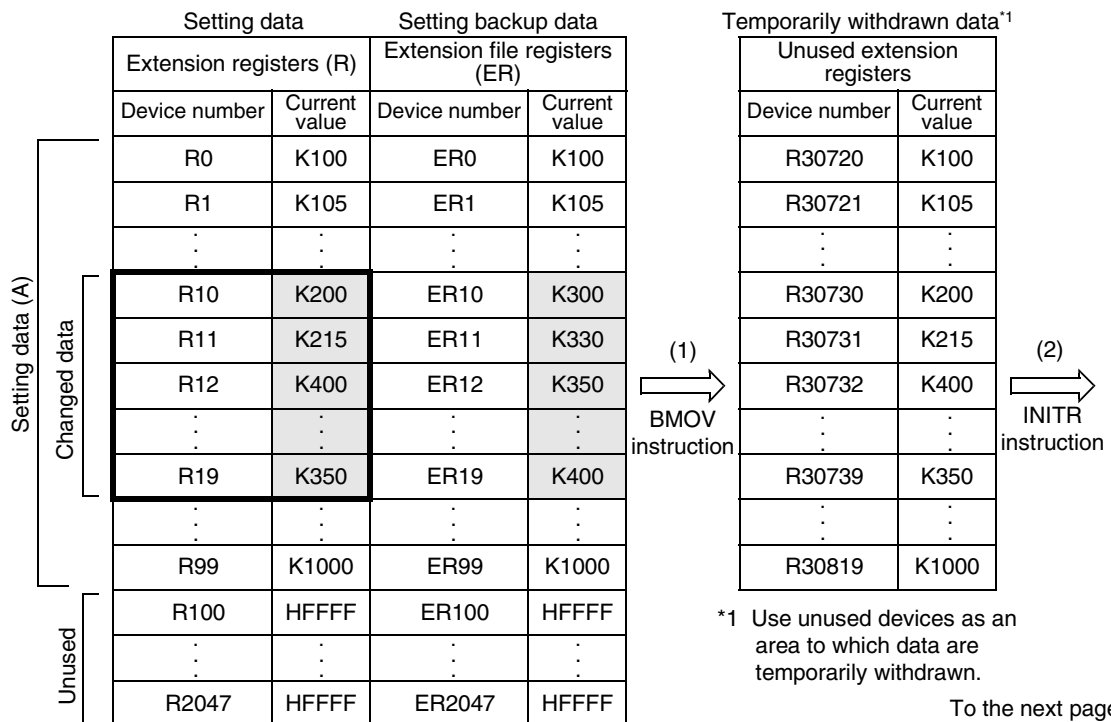 Setting data Setting backup data Temporarily withdrawn data*1
Extension registers (R) Extension file registers (ER) Unused extension registers
Device number Current value Device number Current value Device number Current value
R0 K100 ER0 K100 R30720 K100
R1 K105 ER1 K105 R30721 K105
: : : : : :
R10 K200 ER10 K300 R30730 K200
R11 K215 ER11 K330 R30731 K215
R12 K400 ER12 K350 R30732 K400
: : : : : :
R19 K350 ER19 K400 R30739 K350
: : : : : :
R99 K1000 ER99 K1000 R30819 K1000
R100 HFFFF ER100 HFFFF
: : : :
R2047 HFFFF ER2047 HFFFF
Setting data (A)
Changed data
Unused
(1)
BMOV
instruction
(2)
INITR
instruction
*1 Use unused devices as an
area to which data are
temporarily withdrawn.
To the next page